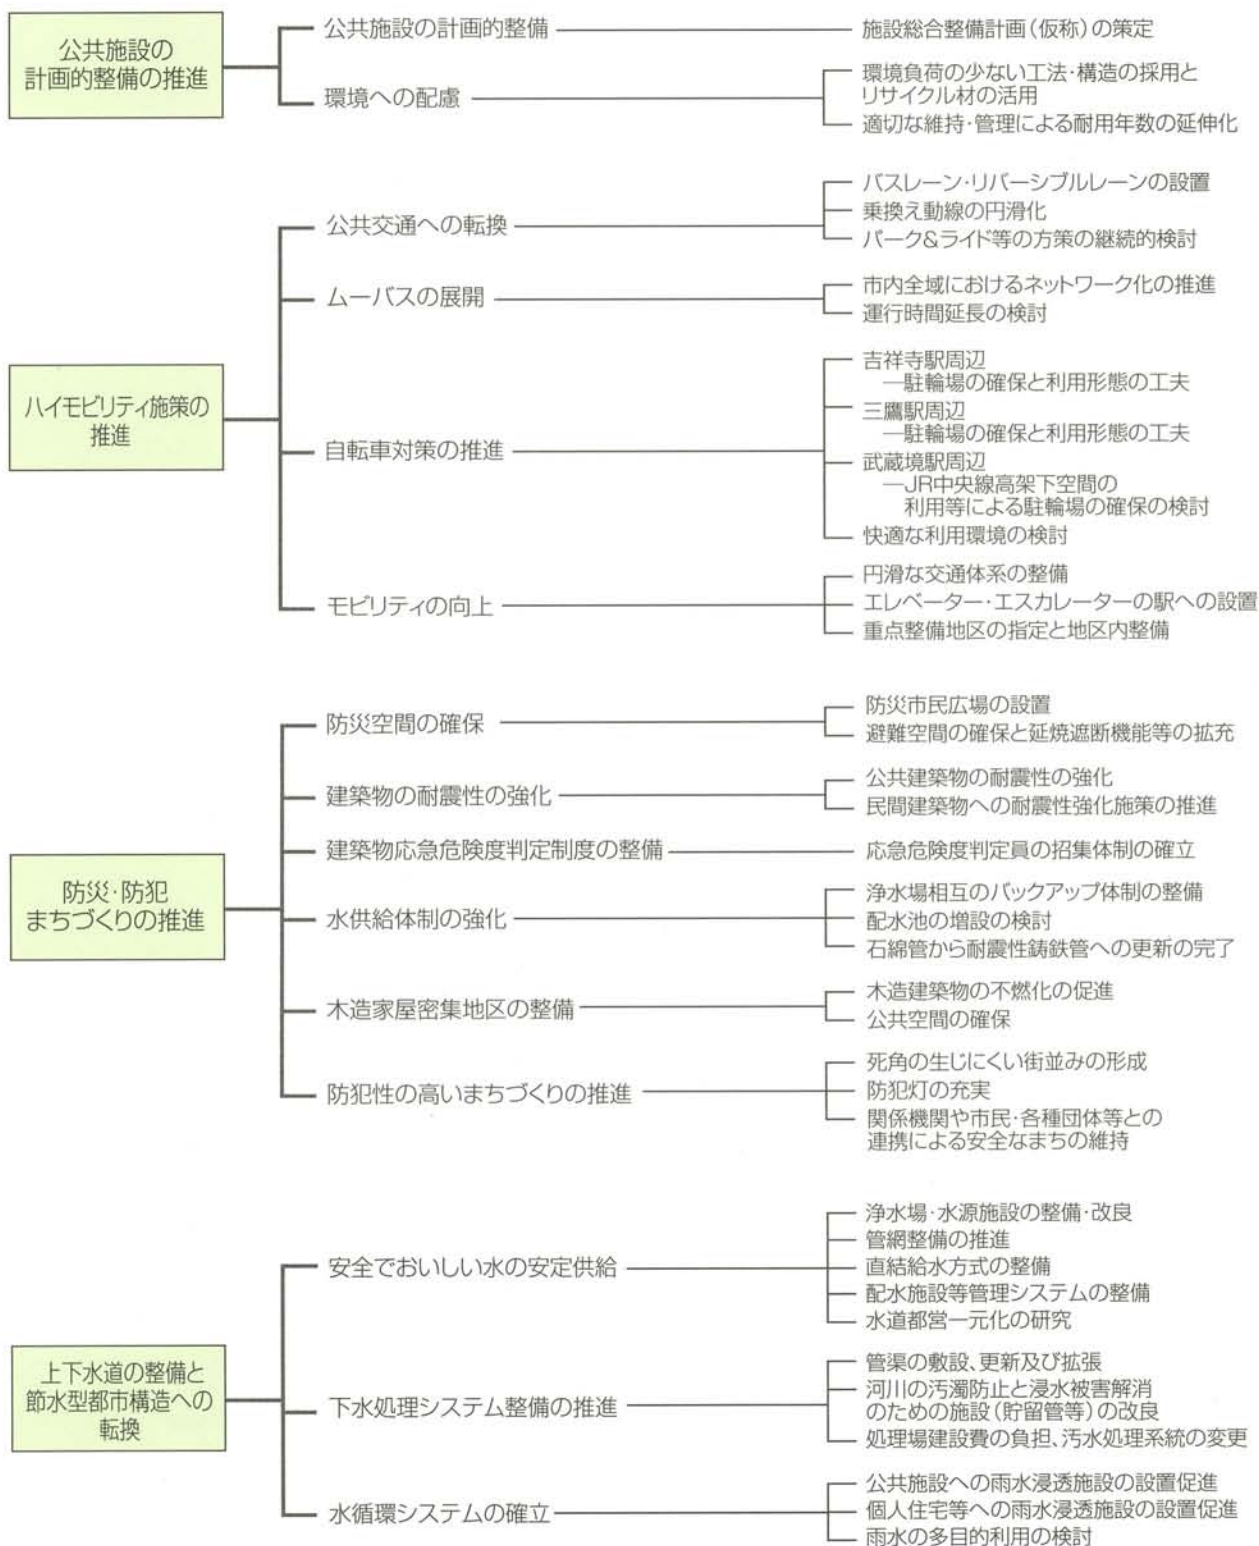 公共施設の
計画的整備の推進
公共施設の計画的整備
施設総合整備計画(仮称)の策定
環境への配慮
環境負荷の少ない工法・構造の採用と
リサイクル材の活用
適切な維持・管理による耐用年数の延伸化
ハイモビリティ施策の
推進
公共交通への転換
バスレーン・リバーシブルレーンの設置
乗換え動線の円滑化
パーク&ライド等の方策の継続的検討
ムーバスの展開
市内全域におけるネットワーク化の推進
運行時間延長の検討
自転車対策の推進
吉祥寺駅周辺
―駐輪場の確保と利用形態の工夫
三鷹駅周辺
―駐輪場の確保と利用形態の工夫
武蔵境駅周辺
―JR中央線高架下空間の
利用等による駐輪場の確保の検討
快適な利用環境の検討
モビリティの向上
円滑な交通体系の整備
エレベーター・エスカレーターの駅への設置
重点整備地区の指定と地区内整備
防災・防犯
まちづくりの推進
防災空間の確保
防災市民広場の設置
避難空間の確保と延焼遮断機能等の拡充
建築物の耐震性の強化
公共建築物の耐震性の強化
民間建築物への耐震性強化施策の推進
建築物応急危険度判定制度の整備
応急危険度判定員の招集体制の確立
水供給体制の強化
浄水場相互のバックアップ体制の整備
配水池の増設の検討
石綿管から耐震性鋳鉄管への更新の完了
木造家屋密集地区の整備
木造建築物の不燃化の促進
公共空間の確保
防犯性の高いまちづくりの推進
死角の生じにくい街並みの形成
防犯灯の充実
関係機関や市民・各種団体等との
連携による安全なまちの維持
上下水道の整備と
節水型都市構造への
転換
安全でおいしい水の安定供給
浄水場・水源施設の整備・改良
管網整備の推進
直結給水方式の整備
配水施設等管理システムの整備
水道都営一元化の研究
下水処理システム整備の推進
管渠の敷設、更新及び拡張
河川の汚濁防止と浸水被害解消
のための施設(貯留管等)の改良
処理場建設費の負担、汚水処理系統の変更
水循環システムの確立
公共施設への雨水浸透施設の設置促進
個人住宅等への雨水浸透施設の設置促進
雨水の多目的利用の検討